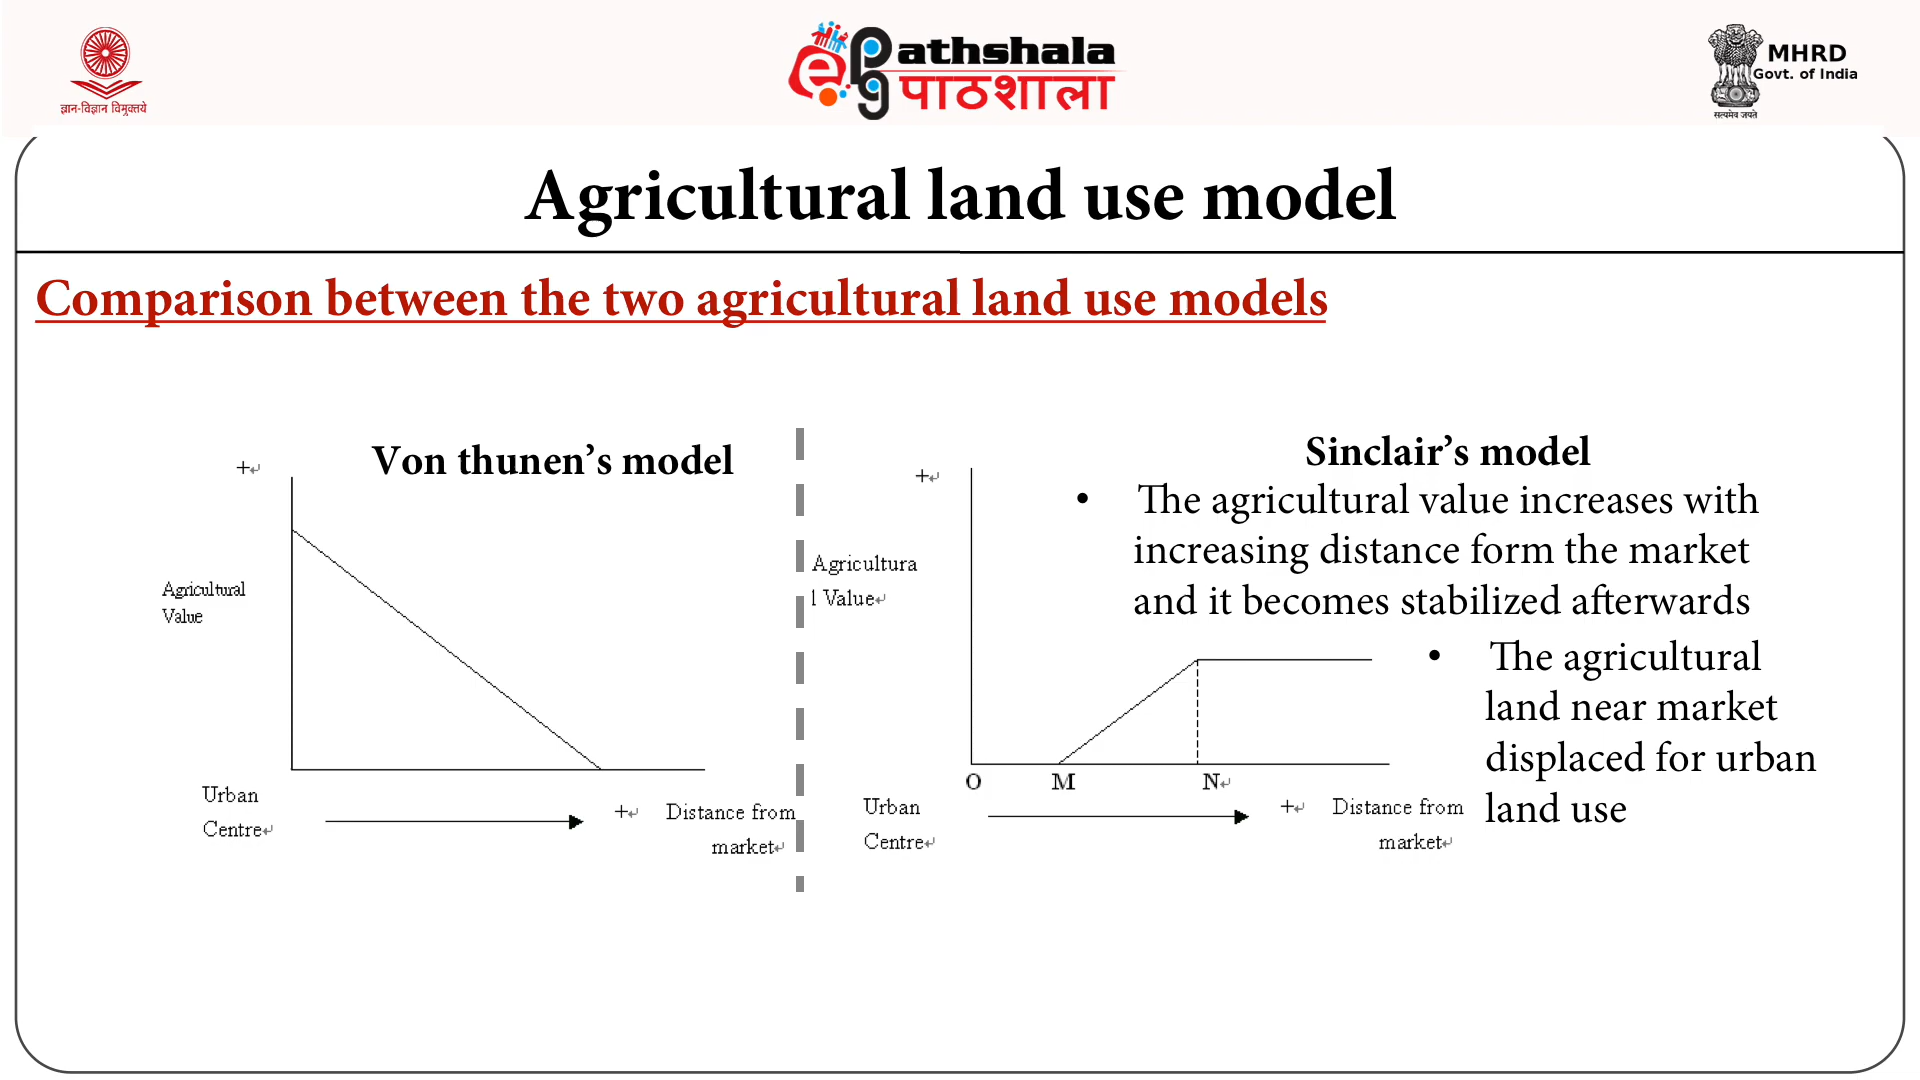 ज्ञान-विज्ञान विमुक्तये
e PG athshala
पाठशाला
MHRD
Govt. of India
सत्यमेव जयते
Agricultural land use model
Comparison between the two agricultural land use models
Von thunen’s model
+
Agricultural
Value
Urban
Centre
+
Distance from
market
Sinclair’s model
• The agricultural value increases with
increasing distance form the market
and it becomes stabilized afterwards
• The agricultural
land near market
displaced for urban
land use
+
Agricultura
l Value
O M N
Urban
Centre
+
Distance from
market